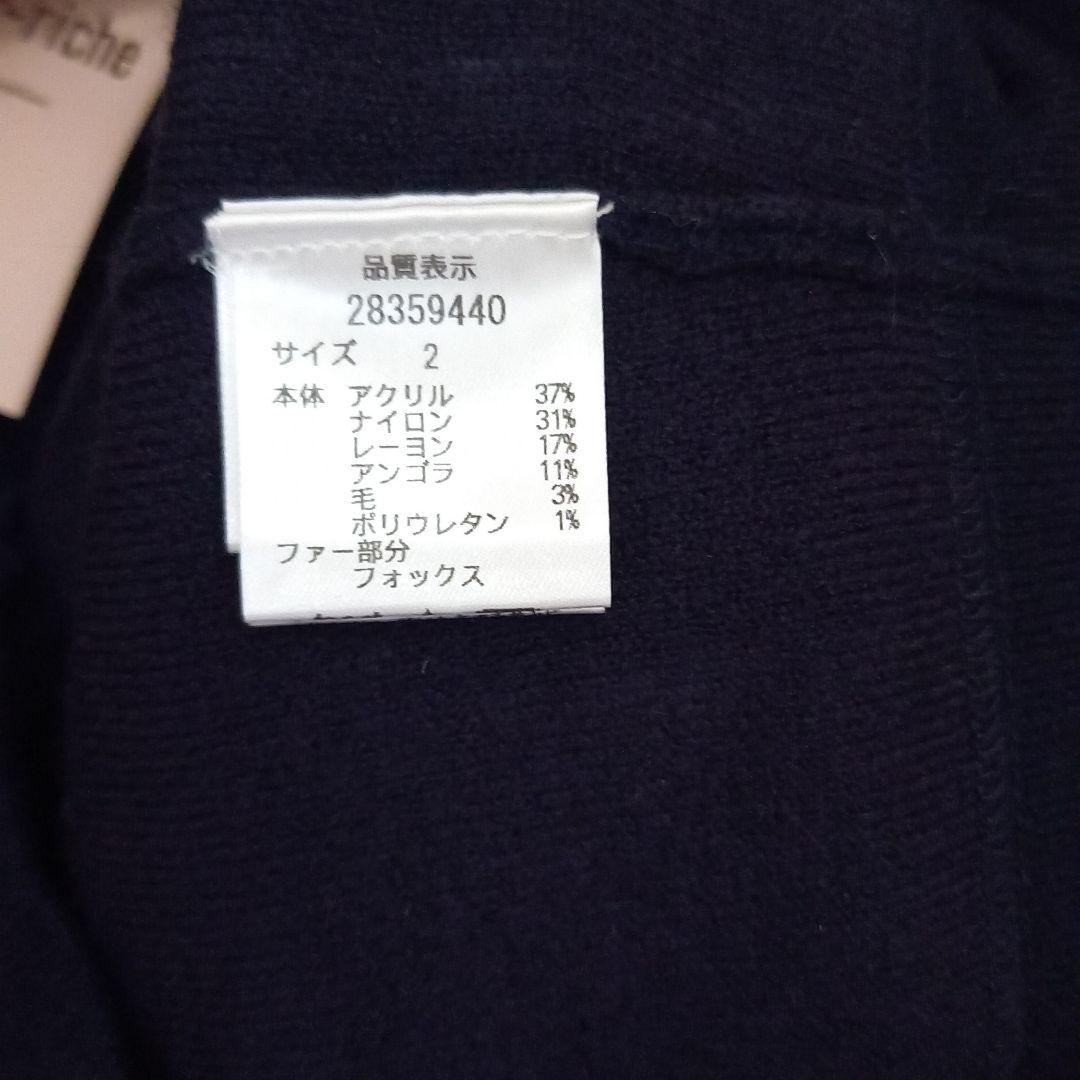 品質表示
28359440
サイズ 2
本体 アクリル 37%
ナイロン 31%
レーヨン 17%
アンゴラ 11%
毛 3%
ポリウレタン 1%
ファー部分
フォックス